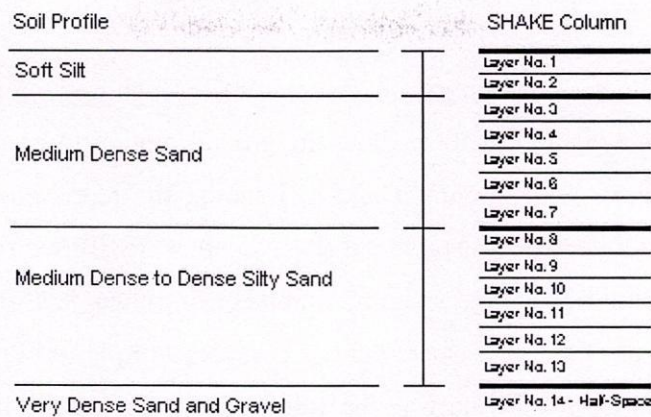 Soil Profile
SHAKE Column
Soft Silt
Layer No. 1
Layer No. 2
Medium Dense Sand
Layer No. 3
Layer No. 4
Layer No. 5
Layer No. 6
Layer No. 7
Medium Dense to Dense Silty Sand
Layer No. 8
Layer No. 9
Layer No. 10
Layer No. 11
Layer No. 12
Layer No. 13
Very Dense Sand and Gravel
Layer No. 14 - Half-Space